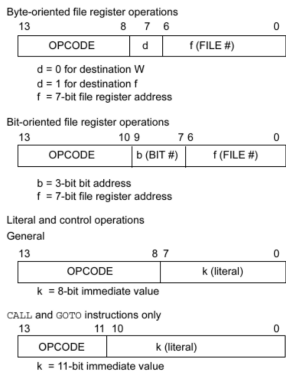 Byte-oriented file register operations
13 8 7 6 0
OPCODE d f (FILE #)
d = 0 for destination W
d = 1 for destination f
f = 7-bit file register address
Bit-oriented file register operations
13 10 9 7 6 0
OPCODE b (BIT #) f (FILE #)
b = 3-bit bit address
f = 7-bit file register address
Literal and control operations
General
13 8 7 0
OPCODE k (literal)
k = 8-bit immediate value
CALL and GOTO instructions only
13 11 10 0
OPCODE k (literal)
k = 11-bit immediate value